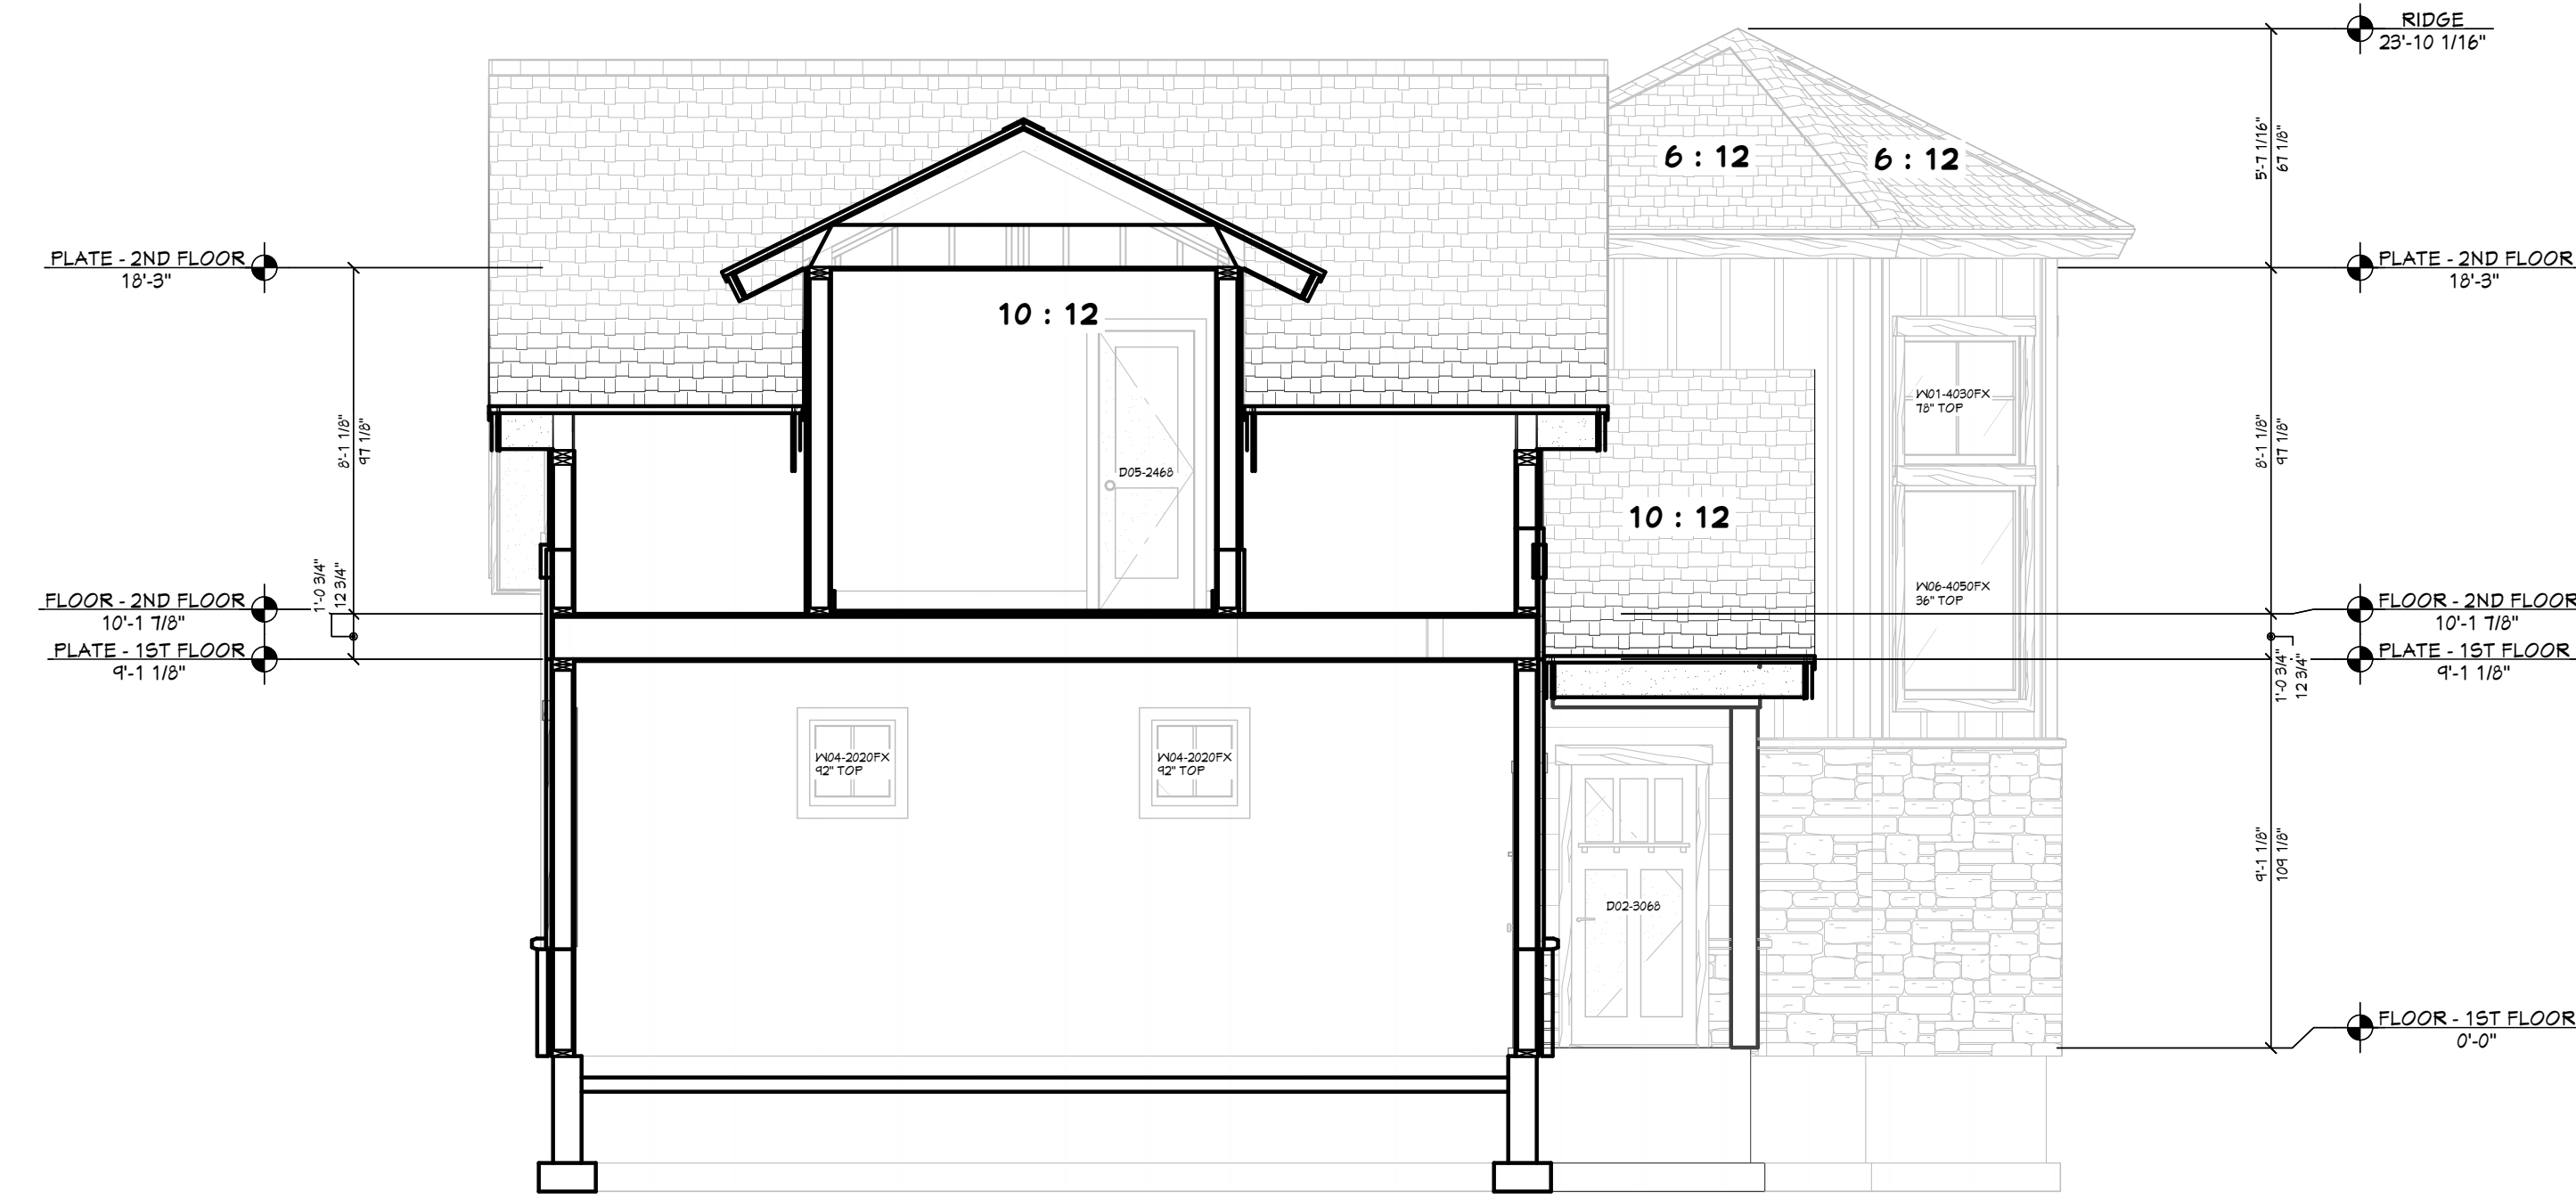 RIDGE
23'-10 1/16"
5'-7 1/16"
67 1/8"
6 : 12
6 : 12
PLATE - 2ND FLOOR
18'-3"
PLATE - 2ND FLOOR
18'-3"
10 : 12
W01-4030FX
78" TOP
8'-1 1/8"
97 1/8"
8'-1 1/8"
97 1/8"
D05-2468
10 : 12
1'-0 3/4"
12 3/4"
W06-4050FX
36" TOP
FLOOR - 2ND FLOOR
10'-1 7/8"
FLOOR - 2ND FLOOR
10'-1 7/8"
PLATE - 1ST FLOOR
9'-1 1/8"
PLATE - 1ST FLOOR
9'-1 1/8"
1'-0 3/4"
12 3/4"
W04-2020FX
92" TOP
W04-2020FX
92" TOP
9'-1 1/8"
109 1/8"
D02-3068
FLOOR - 1ST FLOOR
0'-0"